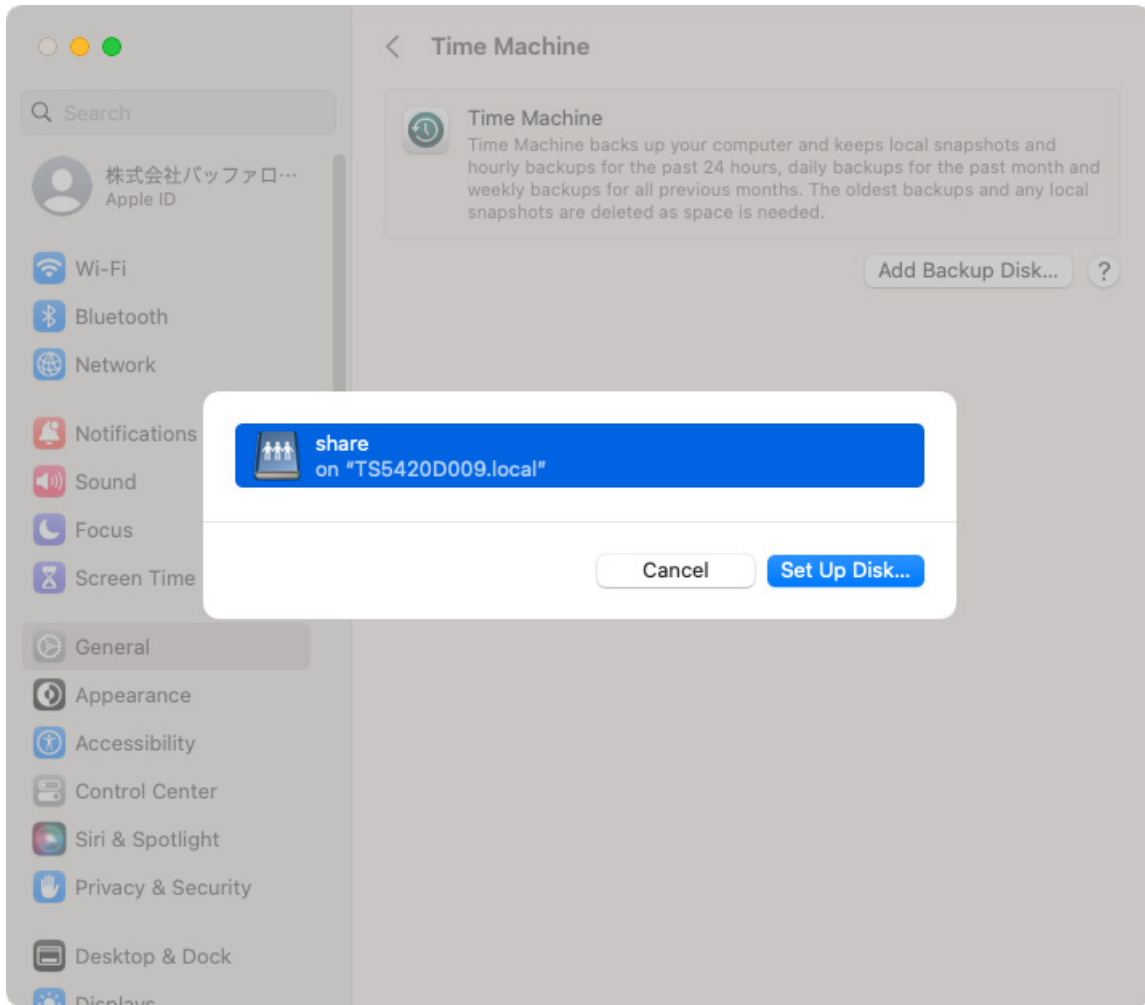 Time Machine
Search
株式会社バッファロ…
Apple ID
Wi-Fi
Bluetooth
Network
Notifications
Sound
Focus
Screen Time
General
Appearance
Accessibility
Control Center
Siri & Spotlight
Privacy & Security
Desktop & Dock
Displays
Time Machine
Time Machine backs up your computer and keeps local snapshots and
hourly backups for the past 24 hours, daily backups for the past month and
weekly backups for all previous months. The oldest backups and any local
snapshots are deleted as space is needed.
Add Backup Disk... ?
share
on “TS5420D009.local”
Cancel Set Up Disk...